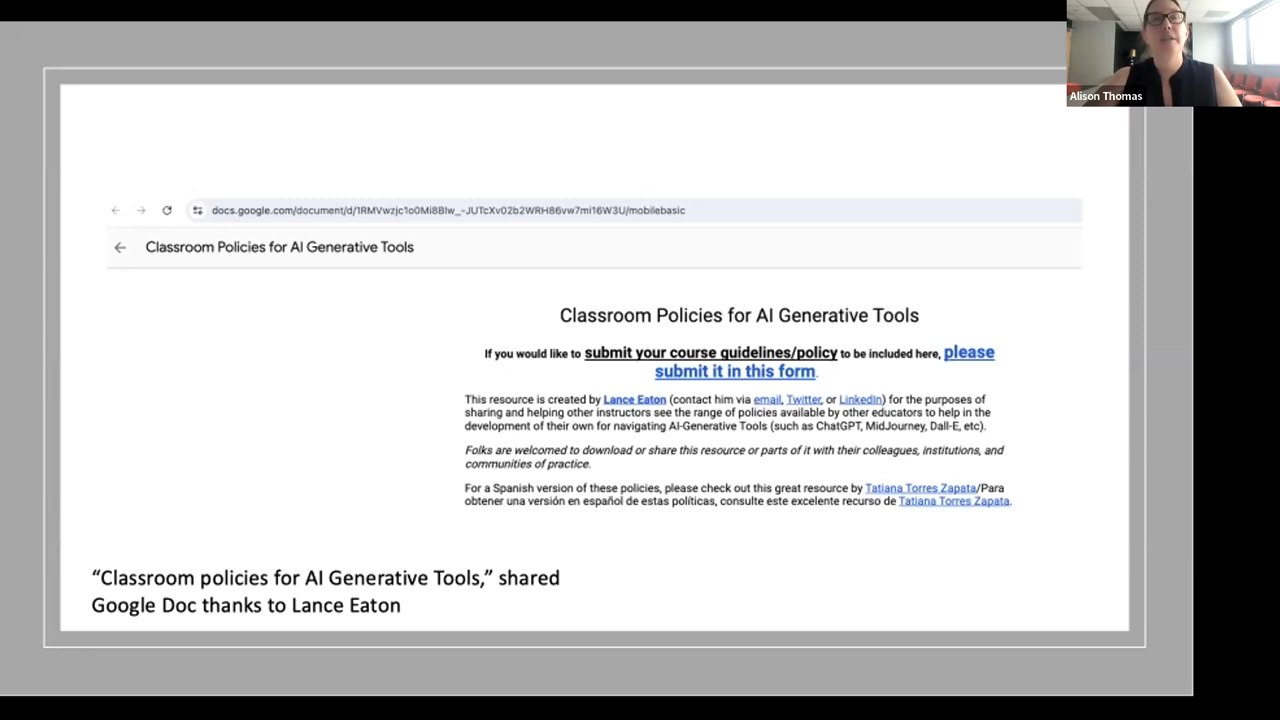 Alison Thomas
docs.google.com/document/d/1RMVwzjc1o0Mi8Blw_-JUTcXv02b2WRH86vw7mi16W3U/mobilebasic
Classroom Policies for AI Generative Tools
Classroom Policies for AI Generative Tools
If you would like to submit your course guidelines/policy to be included here, please
submit it in this form.
This resource is created by Lance Eaton (contact him via email, Twitter, or LinkedIn) for the purposes of
sharing and helping other instructors see the range of policies available by other educators to help in the
development of their own for navigating AI-Generative Tools (such as ChatGPT, MidJourney, Dall-E, etc).
Folks are welcomed to download or share this resource or parts of it with their colleagues, institutions, and
communities of practice.
For a Spanish version of these policies, please check out this great resource by Tatiana Torres Zapata/Para
obtener una versión en español de estas políticas, consulte este excelente recurso de Tatiana Torres Zapata.
“Classroom policies for AI Generative Tools,” shared
Google Doc thanks to Lance Eaton